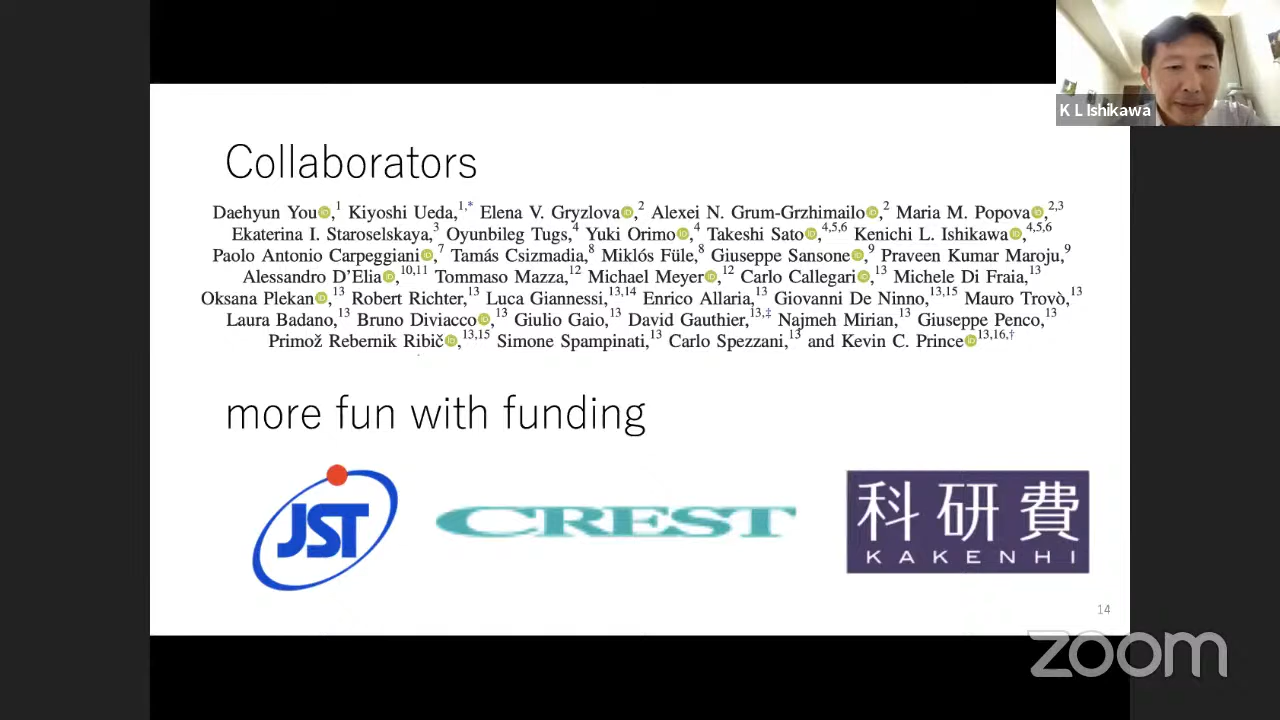 K L Ishikawa
Collaborators
Daehyun You,1 Kiyoshi Ueda,1,* Elena V. Gryzlova,2 Alexei N. Grum-Grzhimailo,2 Maria M. Popova,2,3
Ekaterina I. Staroselskaya,3 Oyunbileg Tugs,4 Yuki Orimo,4 Takeshi Sato,4,5,6 Kenichi L. Ishikawa,4,5,6
Paolo Antonio Carpeggiani,7 Tamás Csizmadia,8 Miklós Füle,8 Giuseppe Sansone,9 Praveen Kumar Maroju,9
Alessandro D’Elia,10,11 Tommaso Mazza,12 Michael Meyer,12 Carlo Callegari,13 Michele Di Fraia,13
Oksana Plekan,13 Robert Richter,13 Luca Giannessi,13,14 Enrico Allaria,13 Giovanni De Ninno,13,15 Mauro Trovò,13
Laura Badano,13 Bruno Diviacco,13 Giulio Gaio,13 David Gauthier,13,‡ Najmeh Mirian,13 Giuseppe Penco,13
Primož Rebernik Ribič,13,15 Simone Spampinati,13 Carlo Spezzani,13 and Kevin C. Prince13,16,†
more fun with funding
JST
CREST
科研費
KAKENHI
14
zoom